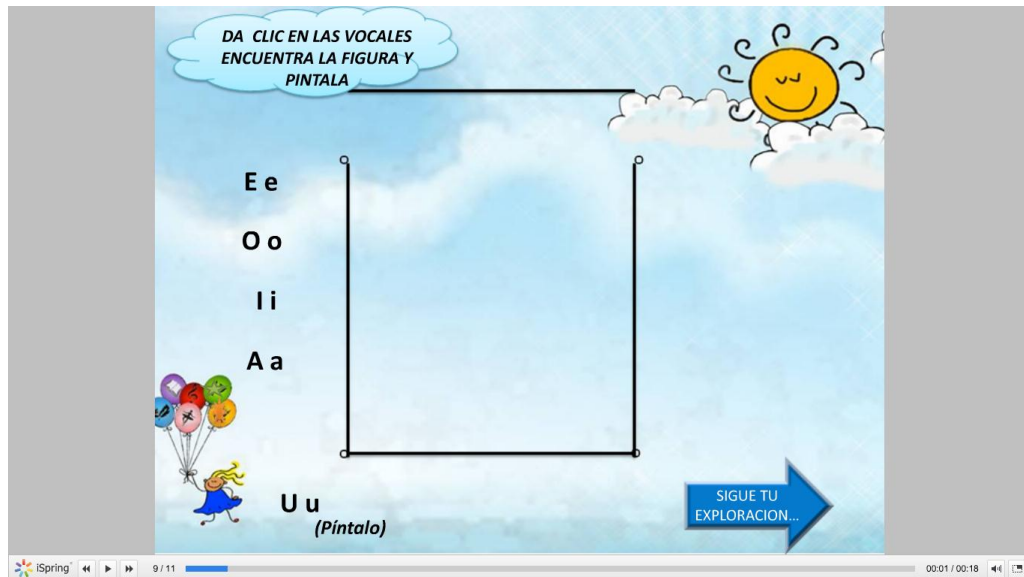 DA CLIC EN LAS VOCALES
ENCUENTRA LA FIGURA Y
PINTALA
E e
O o
I i
A a
U u
(Píntalo)
SIGUE TU
EXPLORACION...
iSpring
9 / 11
00:01 / 00:18